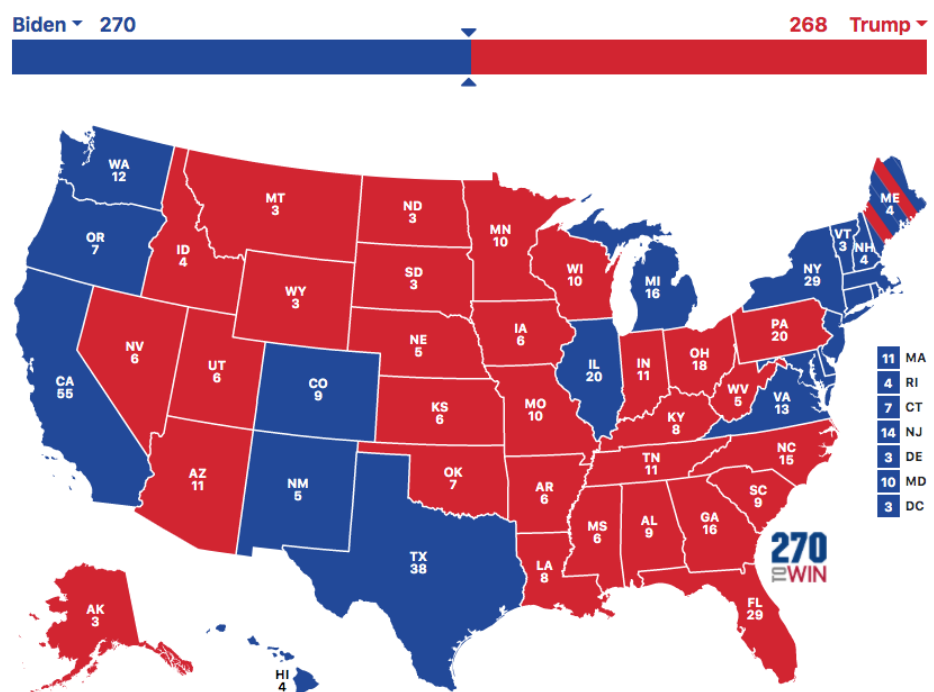 Biden 270
268 Trump
WA
12
OR
7
CA
55
NV
6
ID
4
MT
3
WY
3
UT
6
AZ
11
CO
9
NM
5
ND
3
SD
3
NE
5
KS
6
OK
7
TX
38
MN
10
IA
6
MO
10
AR
6
LA
8
WI
10
IL
20
MI
16
IN
11
OH
18
KY
8
TN
11
MS
6
AL
9
GA
16
FL
29
SC
9
NC
15
VA
13
WV
5
PA
20
NY
29
VT
3
NH
4
ME
4
11 MA
4 RI
7 CT
14 NJ
3 DE
10 MD
3 DC
AK
3
HI
4
270
TO WIN